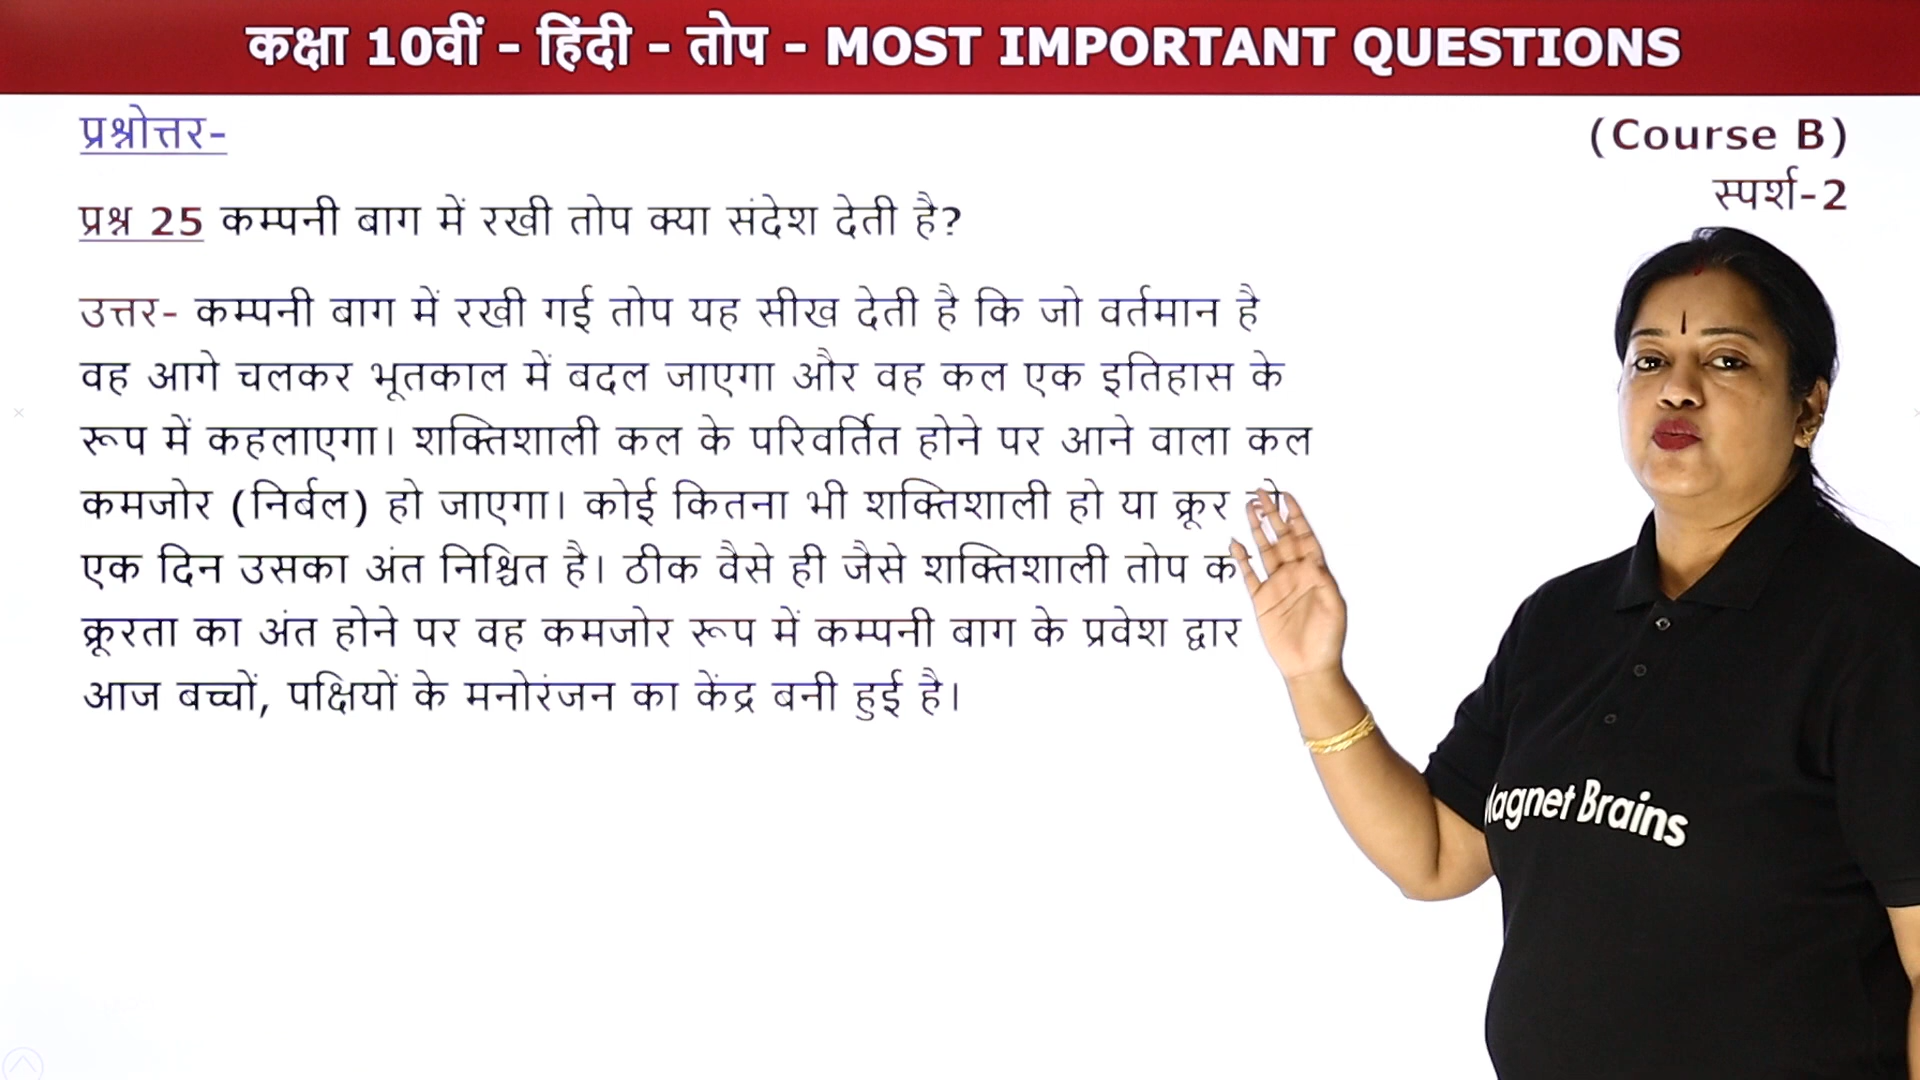 कक्षा 10वीं - हिंदी - तोप - MOST IMPORTANT QUESTIONS
प्रश्नोत्तर-
(Course B)
स्पर्श-2
प्रश्न 25 कम्पनी बाग में रखी तोप क्या संदेश देती है?
उत्तर- कम्पनी बाग में रखी गई तोप यह सीख देती है कि जो वर्तमान है
वह आगे चलकर भूतकाल में बदल जाएगा और वह कल एक इतिहास के
रूप में कहलाएगा। शक्तिशाली कल के परिवर्तित होने पर आने वाला कल
कमजोर (निर्बल) हो जाएगा। कोई कितना भी शक्तिशाली हो या क्रूर
एक दिन उसका अंत निश्चित है। ठीक वैसे ही जैसे शक्तिशाली तोप
क्रूरता का अंत होने पर वह कमजोर रूप में कम्पनी बाग के प्रवेश द्वार
आज बच्चों, पक्षियों के मनोरंजन का केंद्र बनी हुई है।
Brains